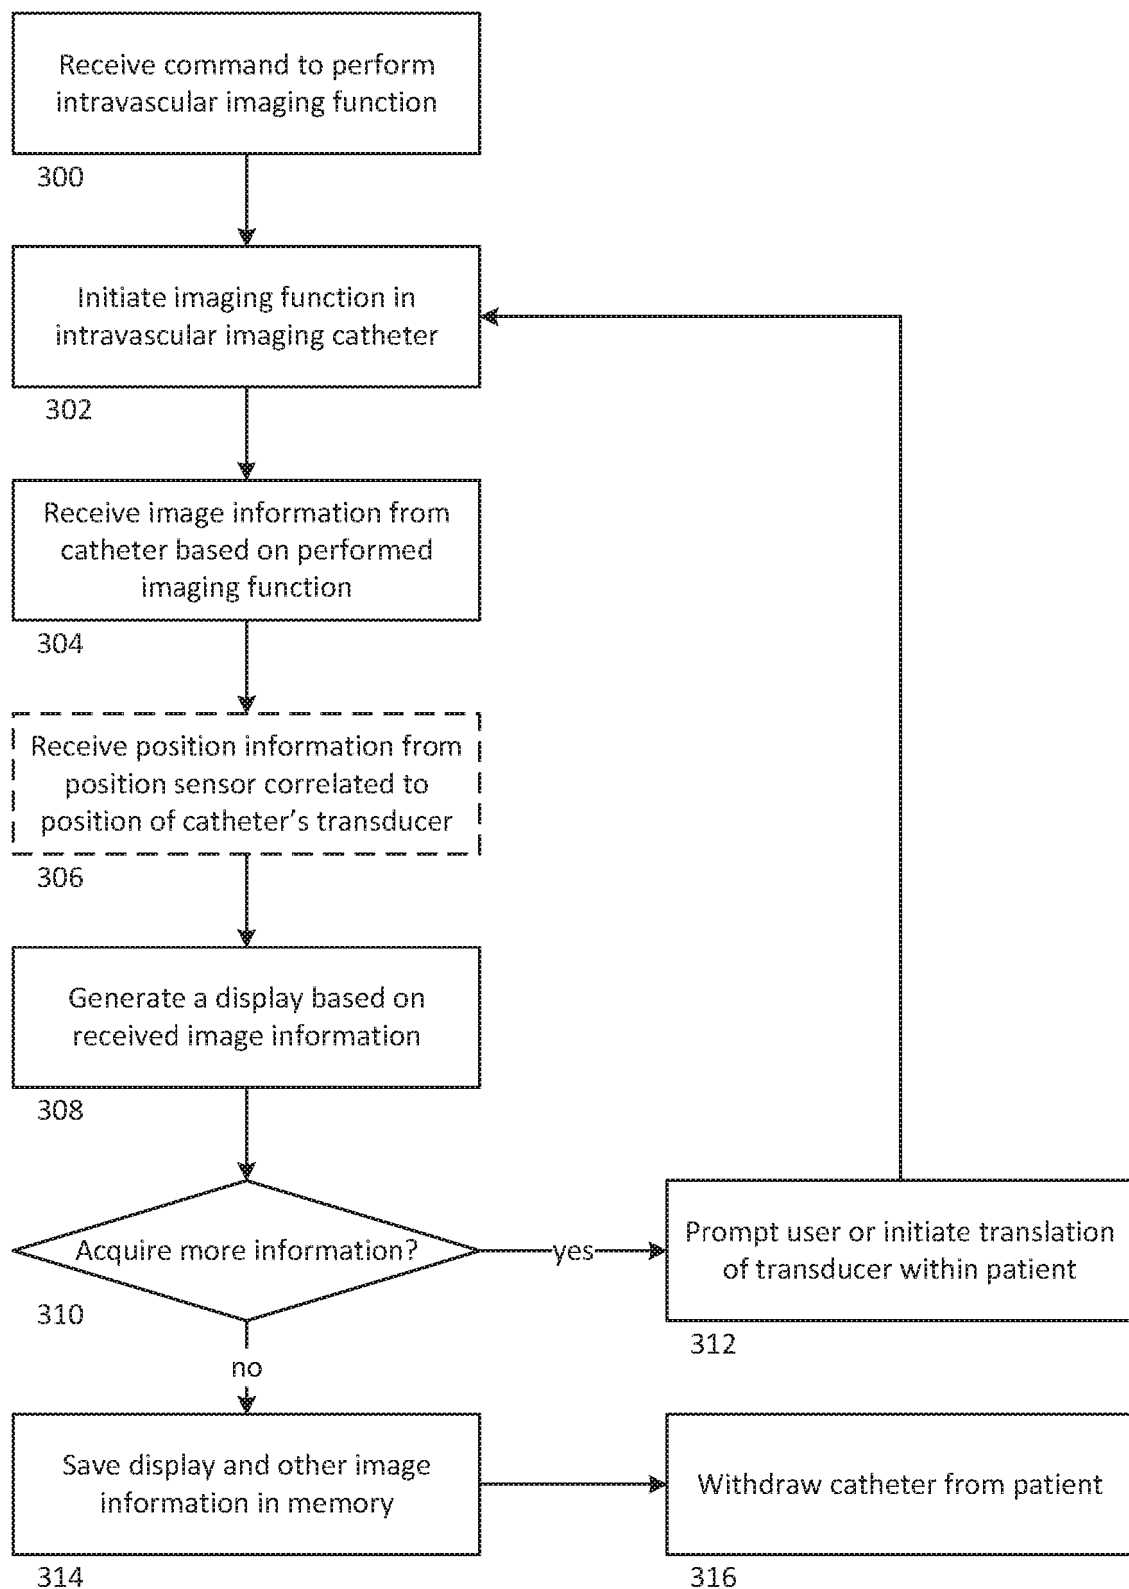 Receive command to perform
intravascular imaging function
300
Initiate imaging function in
intravascular imaging catheter
302
Receive image information from
catheter based on performed
imaging function
304
Receive position information from
position sensor correlated to
position of catheter's transducer
306
Generate a display based on
received image information
308
Acquire more information?
yes
310
Prompt user or initiate translation
of transducer within patient
312
no
Save display and other image
information in memory
314
Withdraw catheter from patient
316